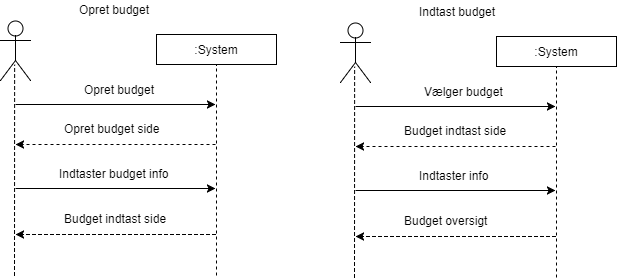 Opret budget
:System
Opret budget
Opret budget side
Indtaster budget info
Budget indtast side
Indtast budget
:System
Vælger budget
Budget indtast side
Indtaster info
Budget oversigt